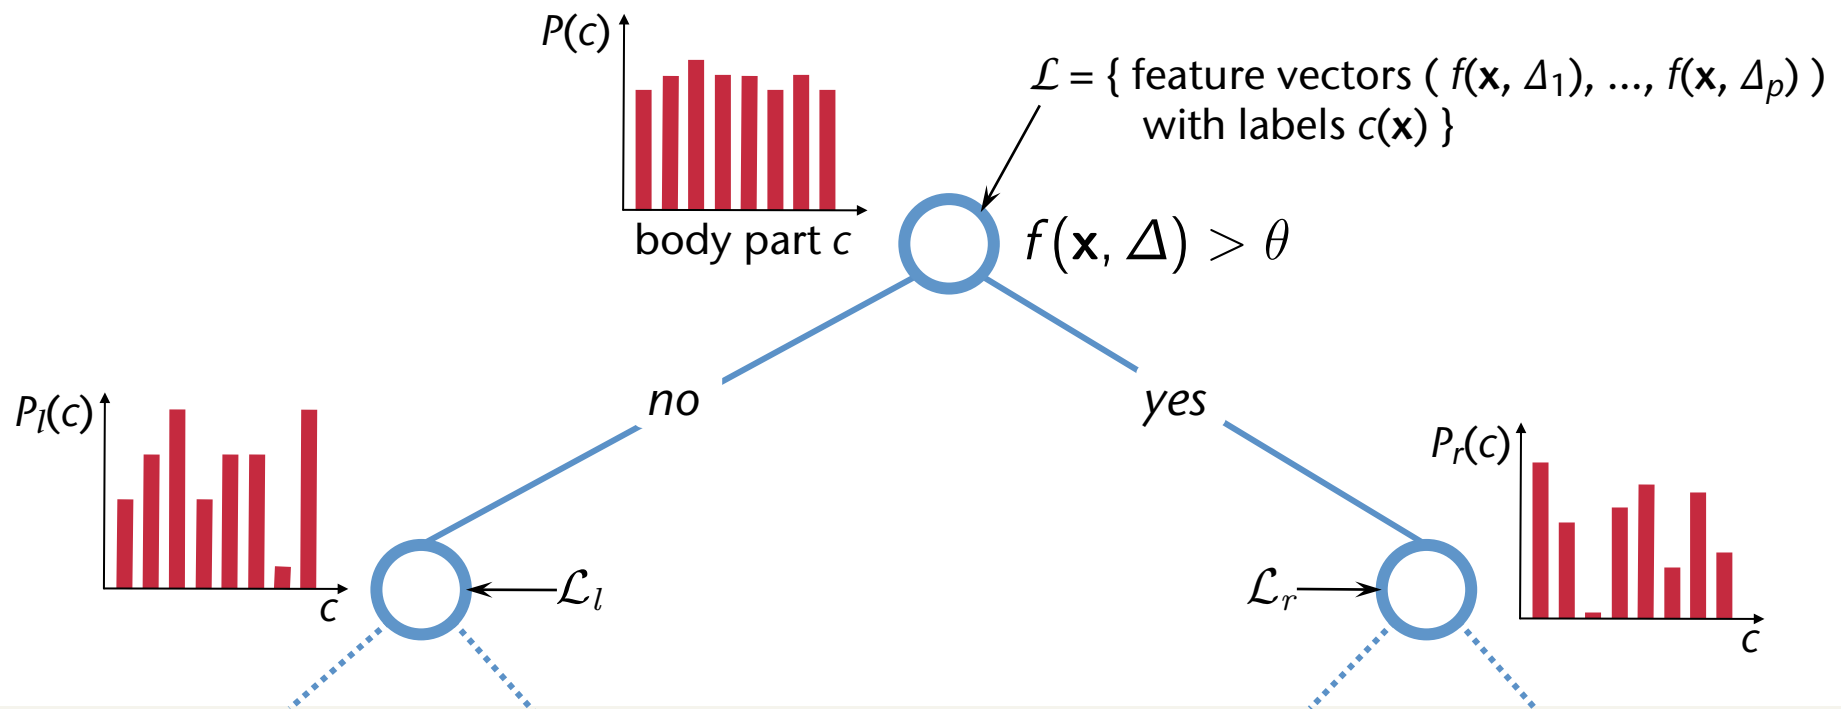 P(c)
body part c
ℒ = { feature vectors ( f(x, Δ1), ..., f(x, Δp) )
with labels c(x) }
f(x, Δ) > θ
no
yes
Pl(c)
c
ℒl
ℒr
Pr(c)
c